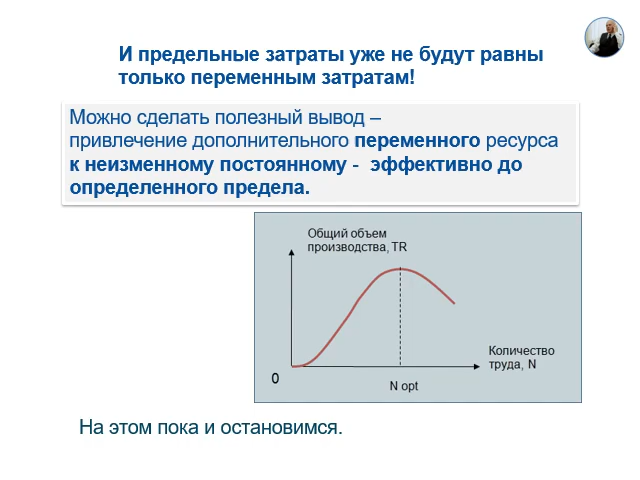 И предельные затраты уже не будут равны
только переменным затратам!
Можно сделать полезный вывод –
привлечение дополнительного переменного ресурса
к неизменному постоянному - эффективно до
определенного предела.
Общий объем
производства, TR
Количество
труда, N
0
N opt
На этом пока и остановимся.